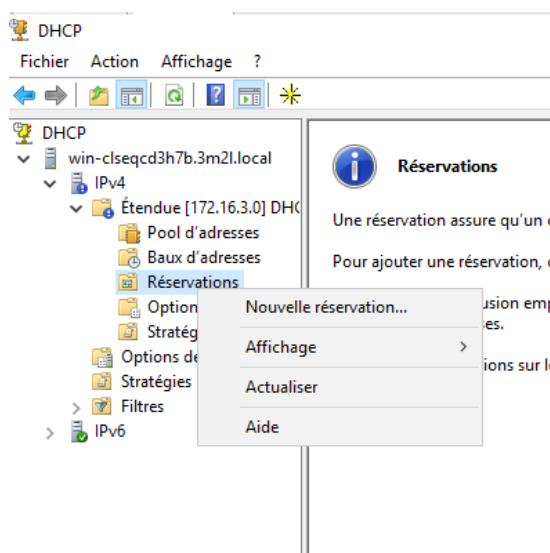 DHCP
Fichier Action Affichage ?
DHCP
win-clseqcd3h7b.3m2l.local
IPv4
Étendue [172.16.3.0] DHC
Pool d'adresses
Baux d'adresses
Réservations
Option
Stratég
Options de
Stratégies
Filtres
IPv6
Nouvelle réservation...
Affichage
Actualiser
Aide
Réservations
Une réservation assure qu'un
Pour ajouter une réservation,
usion emp
es.
ions sur l